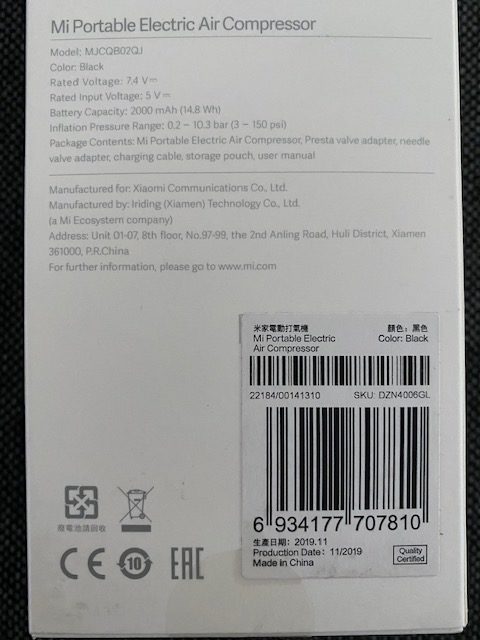 Mi Portable Electric Air Compressor
Model: MJCQB02QJ
Color: Black
Rated Voltage: 7.4 V⎓
Rated Input Voltage: 5 V⎓
Battery Capacity: 2000 mAh (14.8 Wh)
Inflation Pressure Range: 0.2 – 10.3 bar (3 – 150 psi)
Package Contents: Mi Portable Electric Air Compressor, Presta valve adapter, needle
valve adapter, charging cable, storage pouch, user manual
Manufactured for: Xiaomi Communications Co., Ltd.
Manufactured by: Iriding (Xiamen) Technology Co., Ltd.
(a Mi Ecosystem company)
Address: Unit 01-07, 8th floor, No.97-99, the 2nd Anling Road, Huli District, Xiamen
361000, P.R.China
For further information, please go to www.mi.com
米家電動打氣機 顏色：黑色
Mi Portable Electric Color: Black
Air Compressor
22184/00141310 SKU: DZN4006GL
6 934177 707810
生產日期：2019.11
Production Date: 11/2019
Made in China
Quality
Certified
廢電池請回收
CE 10 EAC